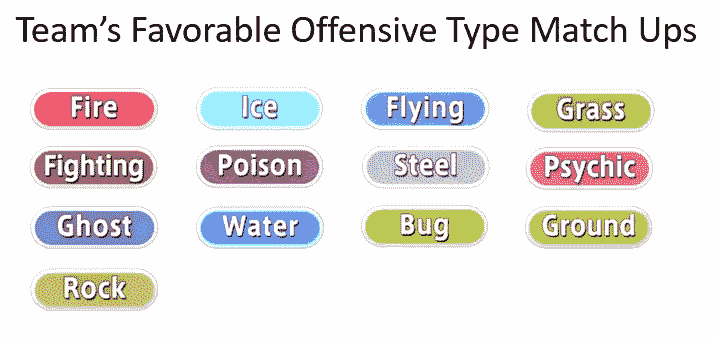 Team's Favorable Offensive Type Match Ups
Fire Ice Flying Grass
Fighting Poison Steel Psychic
Ghost Water Bug Ground
Rock